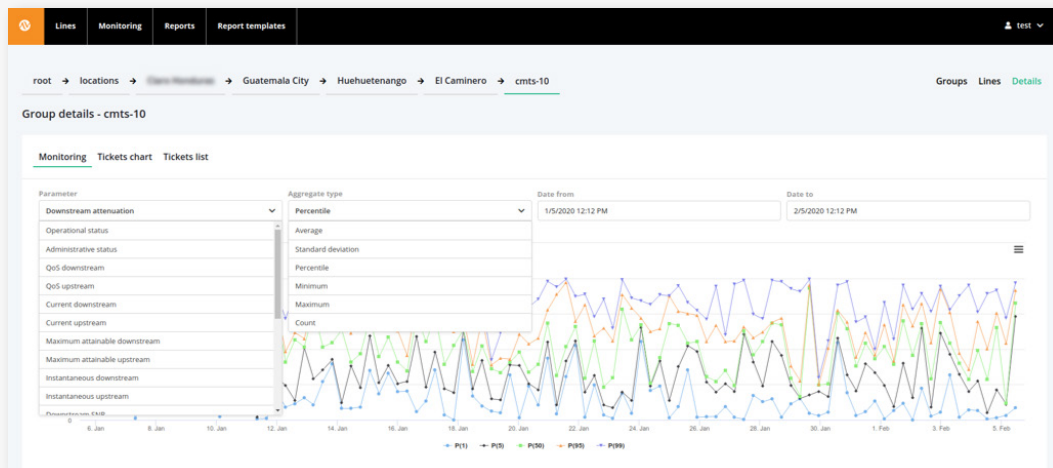 Lines Monitoring Reports Report templates test
root → locations → → Guatemala City → Huehuetenango → El Caminero → cmts-10 Groups Lines Details
Group details - cmts-10
Monitoring Tickets chart Tickets list
Parameter Aggregate type Date from Date to
Downstream attenuation Percentile 1/5/2020 12:12 PM 2/5/2020 12:12 PM
Operational status Average
Administrative status Standard deviation
QoS downstream Percentile
QoS upstream Minimum
Current downstream Maximum
Current upstream Count
Maximum attainable downstream
Maximum attainable upstream
Instantaneous downstream
Instantaneous upstream
Downstream SNR
0
6. Jan 8. Jan 10. Jan 12. Jan 14. Jan 16. Jan 18. Jan 20. Jan 22. Jan 24. Jan 26. Jan 28. Jan 30. Jan 1. Feb 3. Feb 5. Feb
P(1) P(5) P(50) P(95) P(99)